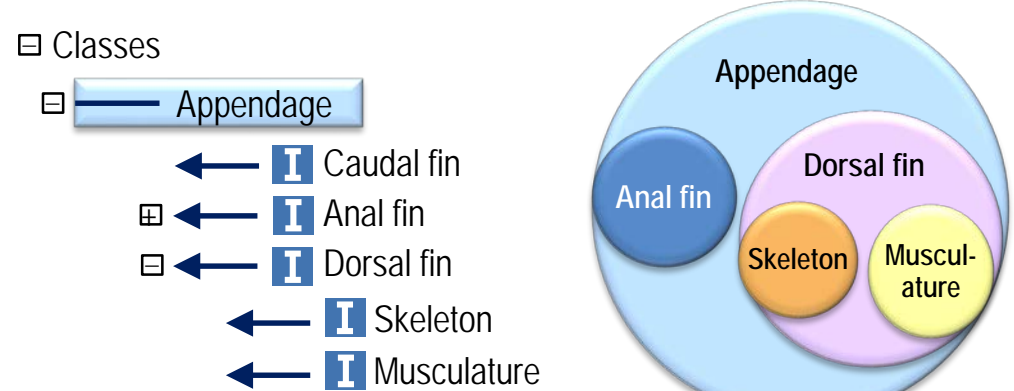 Classes
Appendage
I Caudal fin
I Anal fin
I Dorsal fin
I Skeleton
I Musculature
Appendage
Dorsal fin
Anal fin
Skeleton
Muscul-
ature